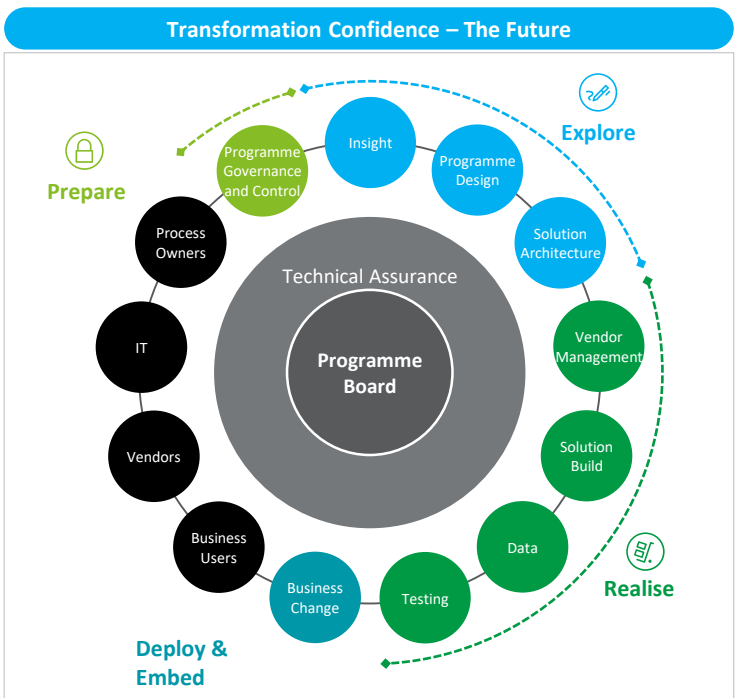 Transformation Confidence – The Future
Explore
Prepare
Insight
Programme
Design
Solution
Architecture
Vendor
Management
Solution
Build
Data
Testing
Business
Change
Business
Users
Vendors
IT
Process
Owners
Programme
Governance
and Control
Technical Assurance
Programme
Board
Realise
Deploy &
Embed